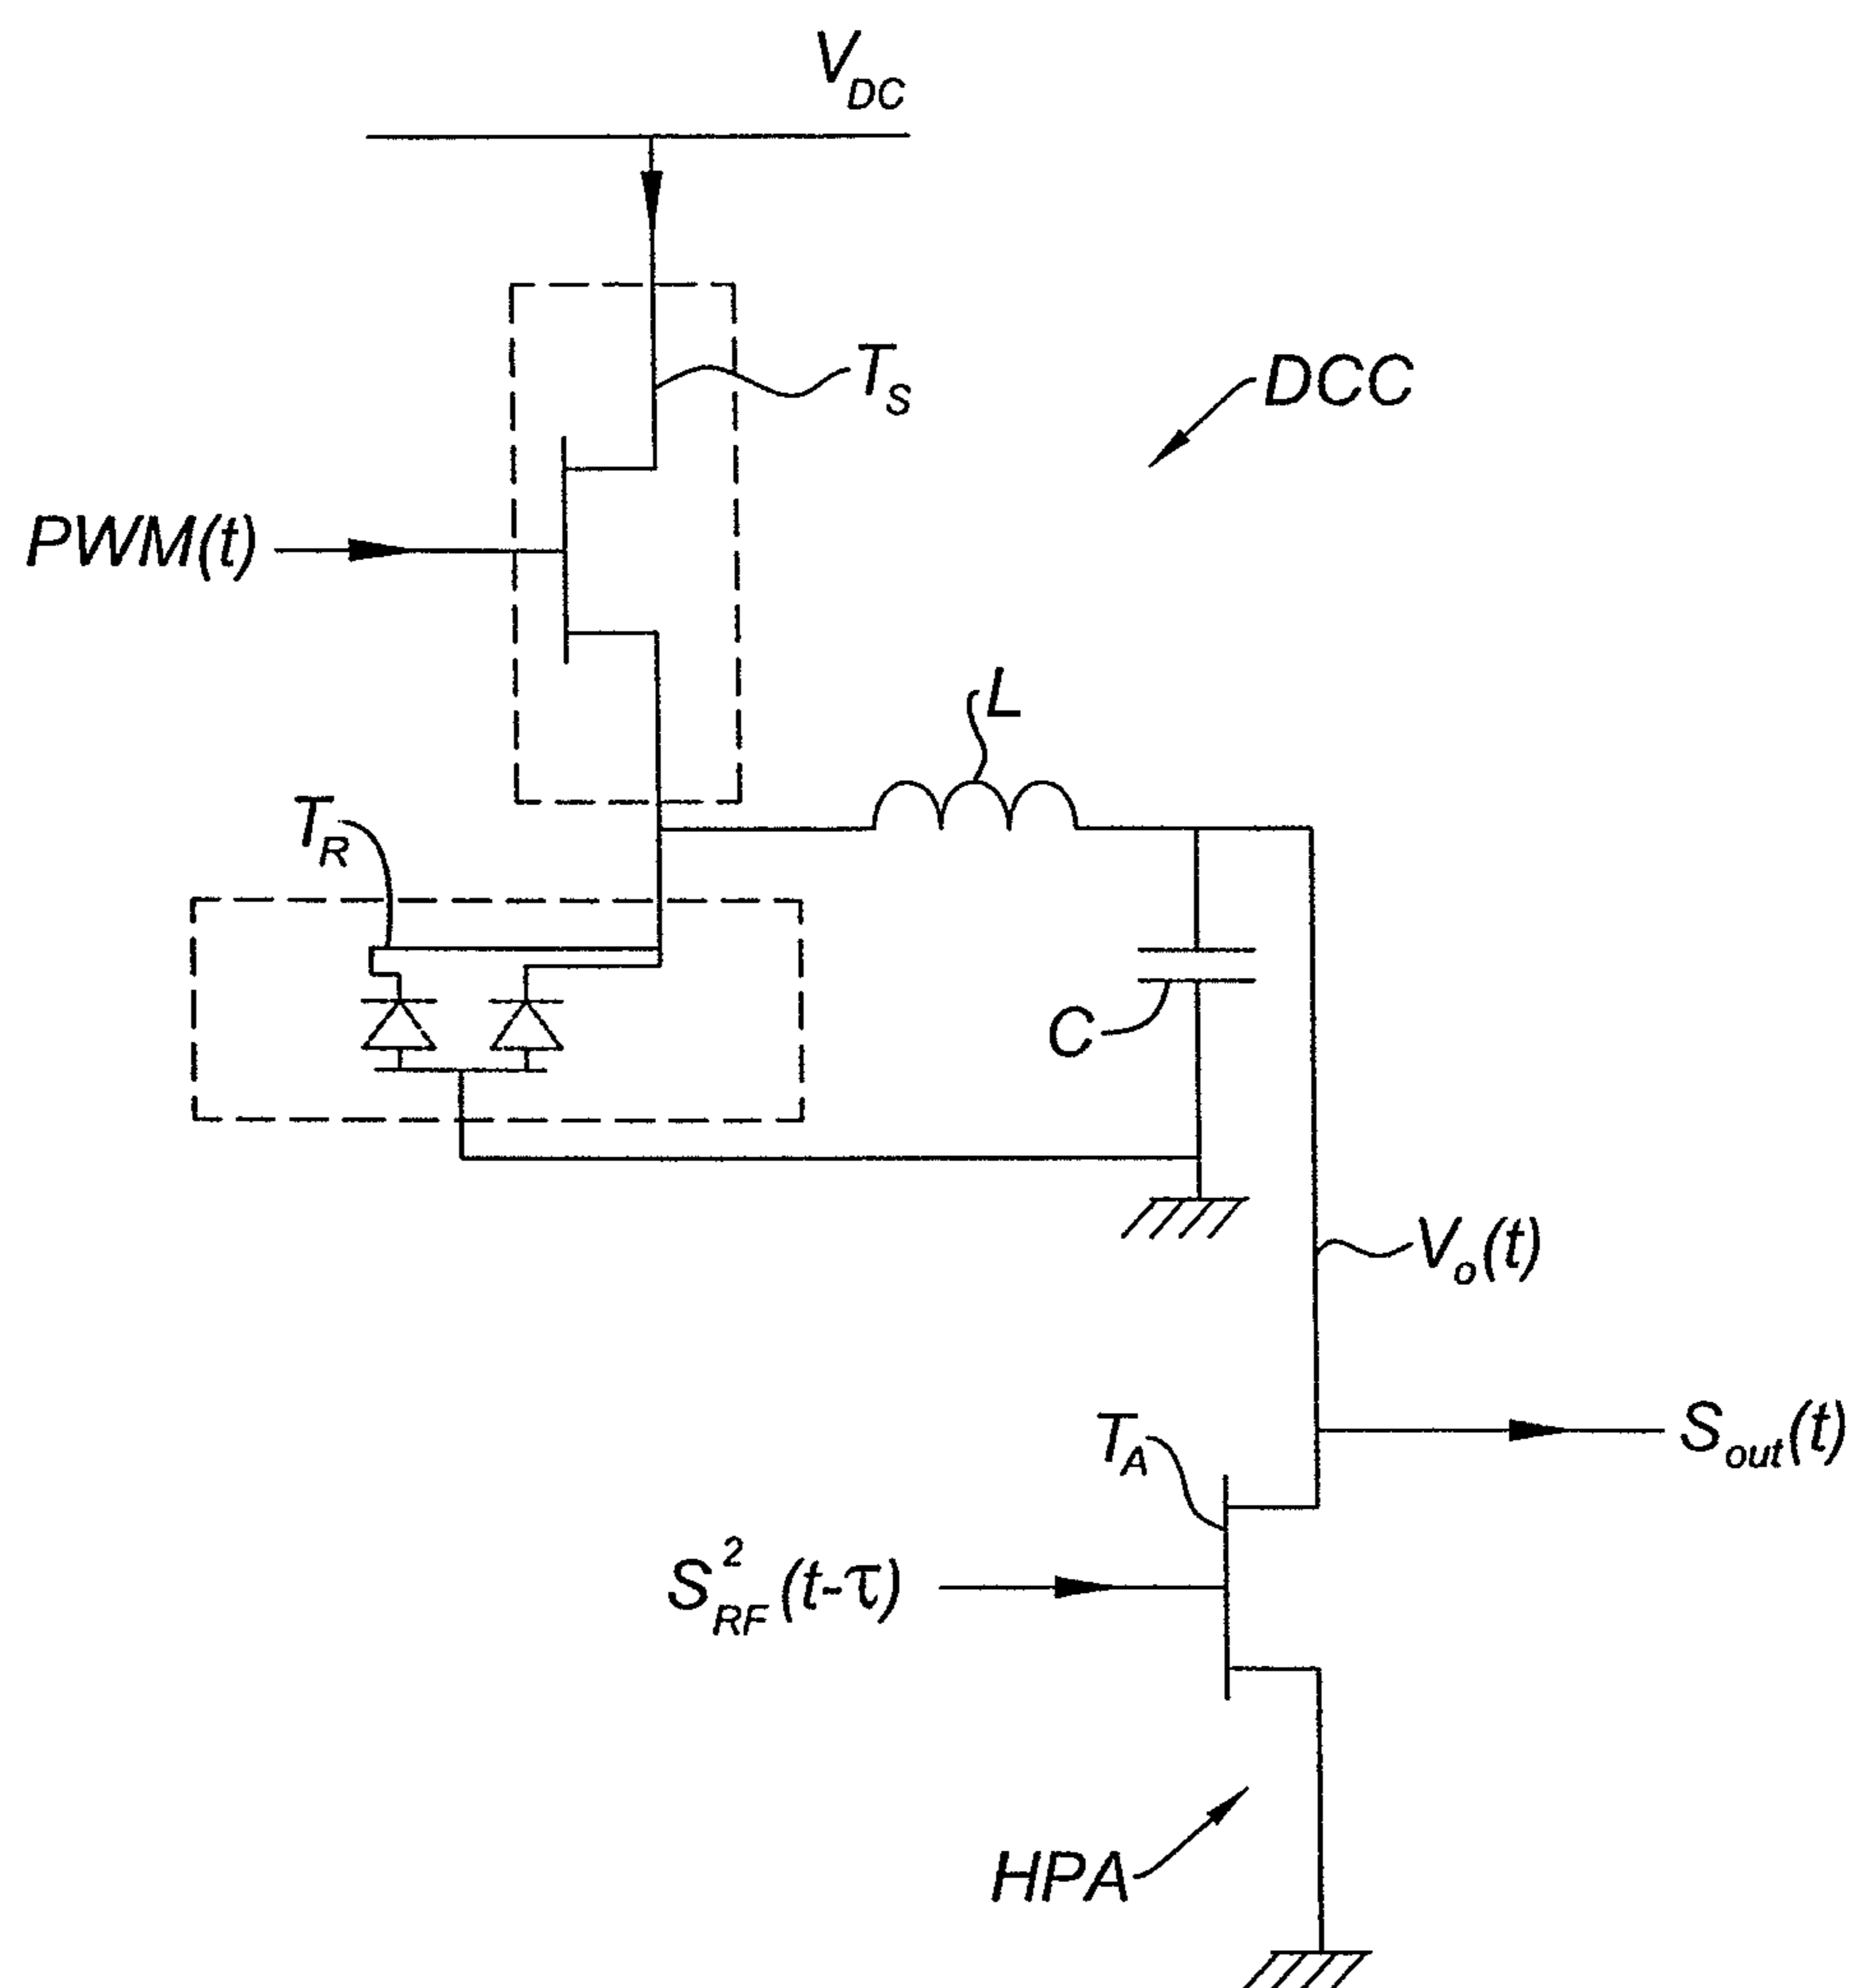 V_DC
T_S
DCC
PWM(t)
L
T_R
C
V_o(t)
S_out(t)
T_A
S²_RF(t-τ)
HPA